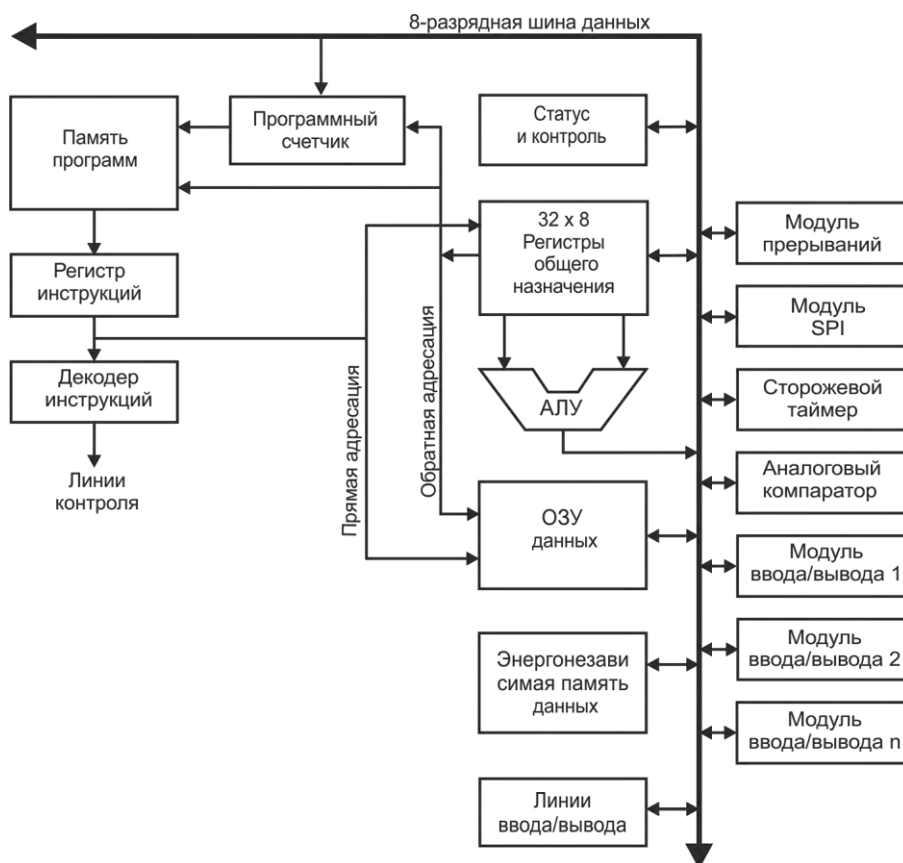 8-разрядная шина данных
Память
программ
Программный
счетчик
Статус
и контроль
Регистр
инструкций
32 x 8
Регистры
общего
назначения
Модуль
прерываний
Модуль
SPI
Декодер
инструкций
АЛУ
Сторожевой
таймер
Линии
контроля
Прямая адресация
Обратная адресация
Аналоговый
компаратор
ОЗУ
данных
Модуль
ввода/вывода 1
Энергонезави
симая память
данных
Модуль
ввода/вывода 2
Модуль
ввода/вывода n
Линии
ввода/вывода